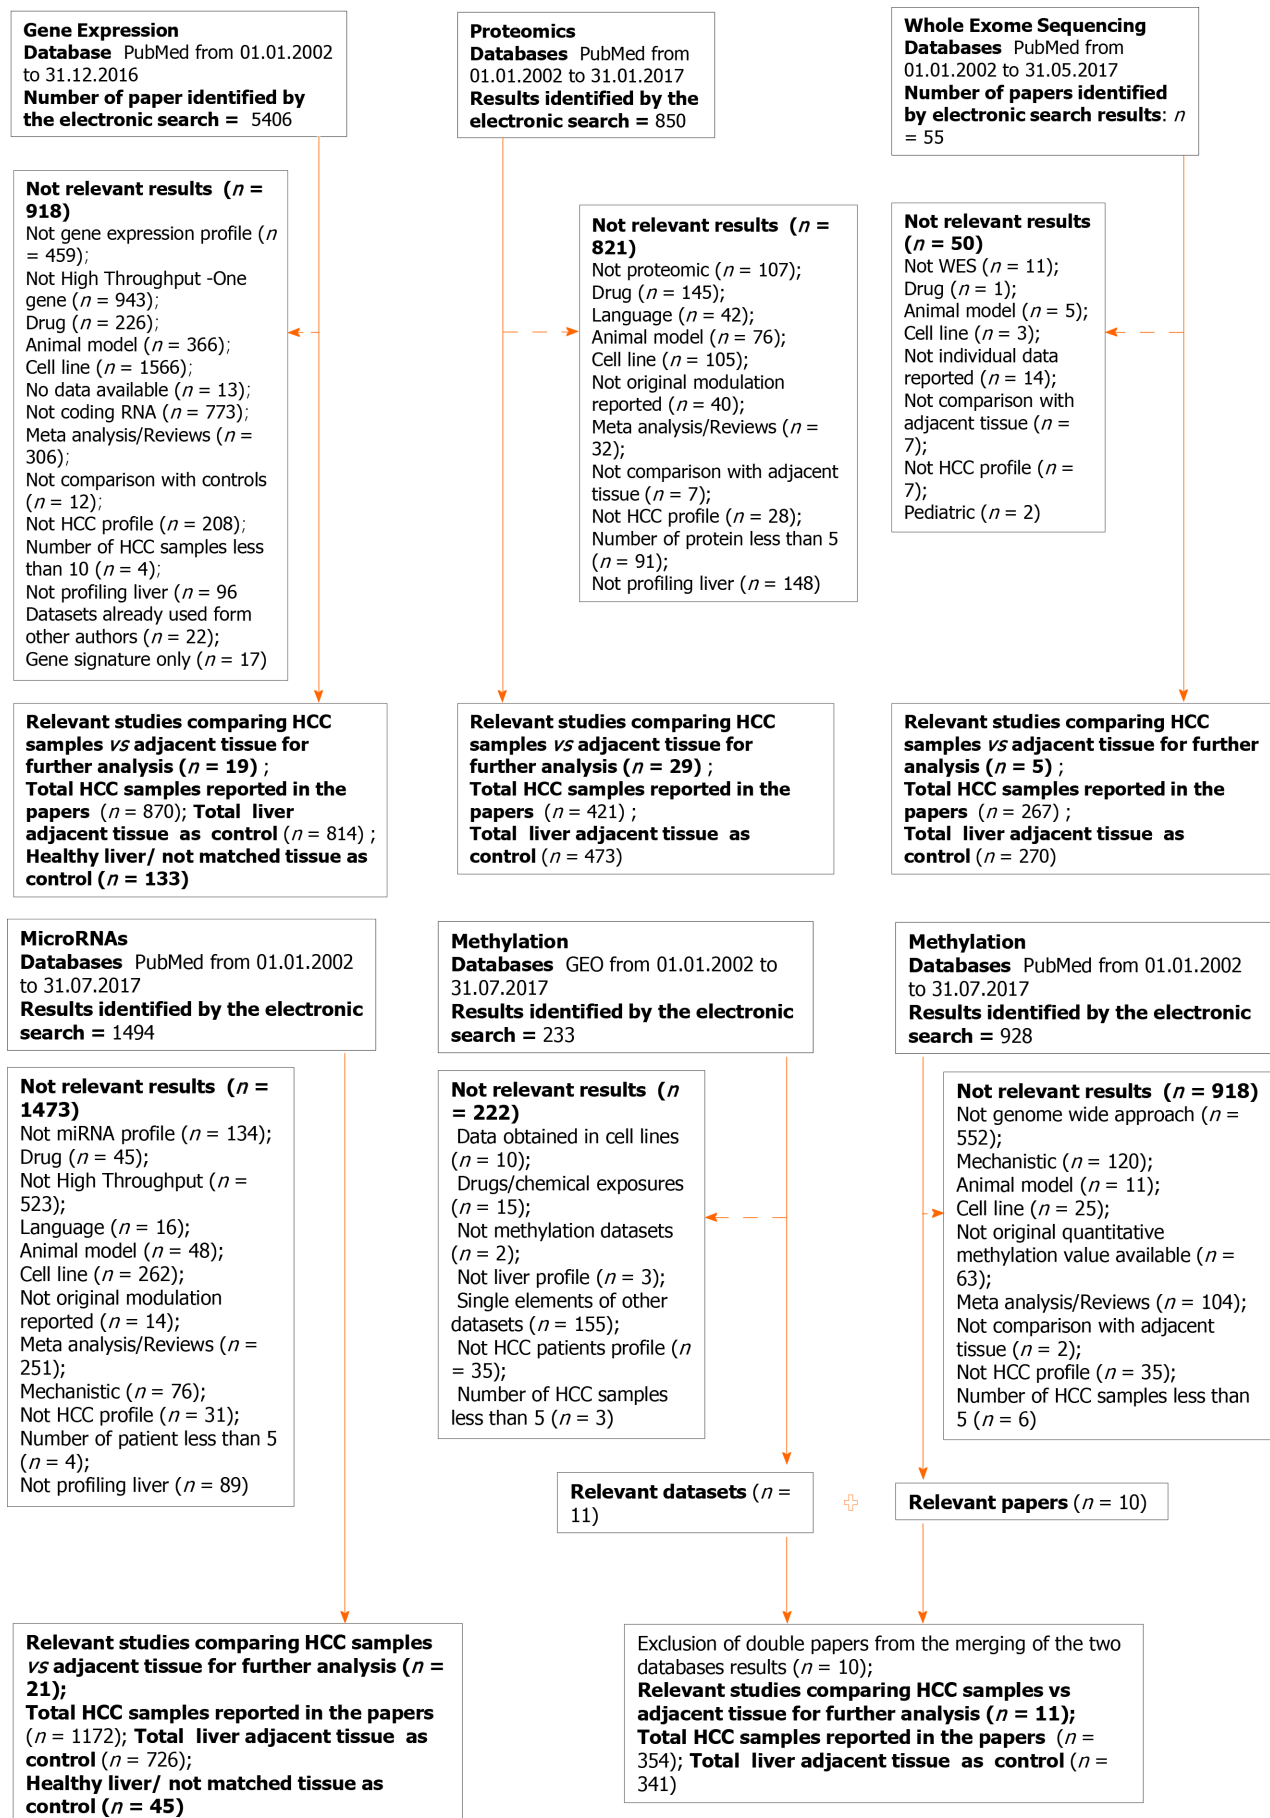 Gene Expression
Database  PubMed from 01.01.2002
to 31.12.2016
Number of paper identified by
the electronic search =  5406
Not relevant results  (n =
918)
Not gene expression profile (n
= 459);
Not High Throughput -One
gene (n = 943);
Drug (n = 226);
Animal model (n = 366);
Cell line (n = 1566);
No data available (n = 13);
Not coding RNA (n = 773);
Meta analysis/Reviews (n =
306);
Not comparison with controls
(n = 12);
Not HCC profile (n = 208);
Number of HCC samples less
than 10 (n = 4);
Not profiling liver (n = 96
Datasets already used form
other authors (n = 22);
Gene signature only (n = 17)
Relevant studies comparing HCC
samples vs adjacent tissue for
further analysis (n = 19) ;
Total HCC samples reported in the
papers  (n = 870); Total  liver
adjacent tissue  as control (n = 814) ;
Healthy liver/ not matched tissue as
control (n = 133)
Proteomics
Databases  PubMed from
01.01.2002 to 31.01.2017
Results identified by the
electronic search = 850
Not relevant results  (n =
821)
Not proteomic (n = 107);
Drug (n = 145);
Language (n = 42);
Animal model (n = 76);
Cell line (n = 105);
Not original modulation
reported (n = 40);
Meta analysis/Reviews (n =
32);
Not comparison with adjacent
tissue (n = 7);
Not HCC profile (n = 28);
Number of protein less than 5
(n = 91);
Not profiling liver (n = 148)
Relevant studies comparing HCC
samples vs adjacent tissue for
further analysis (n = 29) ;
Total HCC samples reported in the
papers  (n = 421) ;
Total  liver adjacent tissue  as
control (n = 473)
Whole Exome Sequencing
Databases  PubMed from
01.01.2002 to 31.05.2017
Number of papers identified
by electronic search results: n
= 55
Not relevant results
(n = 50)
Not WES (n = 11);
Drug (n = 1);
Animal model (n = 5);
Cell line (n = 3);
Not individual data
reported (n = 14);
Not comparison with
adjacent tissue (n =
7);
Not HCC profile (n =
7);
Pediatric (n = 2)
Relevant studies comparing HCC
samples vs adjacent tissue for further
analysis (n = 5) ;
Total HCC samples reported in the
papers  (n = 267) ;
Total  liver adjacent tissue  as
control (n = 270)
MicroRNAs
Databases  PubMed from 01.01.2002
to 31.07.2017
Results identified by the electronic
search = 1494
Not relevant results  (n =
1473)
Not miRNA profile (n = 134);
Drug (n = 45);
Not High Throughput (n =
523);
Language (n = 16);
Animal model (n = 48);
Cell line (n = 262);
Not original modulation
reported (n = 14);
Meta analysis/Reviews (n =
251);
Mechanistic (n = 76);
Not HCC profile (n = 31);
Number of patient less than 5
(n = 4);
Not profiling liver (n = 89)
Relevant studies comparing HCC samples
vs adjacent tissue for further analysis (n =
21);
Total HCC samples reported in the papers
(n = 1172); Total  liver adjacent tissue  as
control (n = 726);
Healthy liver/ not matched tissue as
control (n = 45)
Methylation
Databases  GEO from 01.01.2002 to
31.07.2017
Results identified by the electronic
search = 233
Not relevant results  (n
= 222)
Data obtained in cell lines
(n = 10);
Drugs/chemical exposures
(n = 15);
Not methylation datasets
(n = 2);
Not liver profile (n = 3);
Single elements of other
datasets (n = 155);
Not HCC patients profile (n
= 35);
Number of HCC samples
less than 5 (n = 3)
Relevant datasets (n =
11)
Methylation
Databases  PubMed from 01.01.2002
to 31.07.2017
Results identified by the electronic
search = 928
Not relevant results  (n = 918)
Not genome wide approach (n =
552);
Mechanistic (n = 120);
Animal model (n = 11);
Cell line (n = 25);
Not original quantitative
methylation value available (n =
63);
Meta analysis/Reviews (n = 104);
Not comparison with adjacent
tissue (n = 2);
Not HCC profile (n = 35);
Number of HCC samples less than
5 (n = 6)
Relevant papers (n = 10)
Exclusion of double papers from the merging of the two
databases results (n = 10);
Relevant studies comparing HCC samples vs
adjacent tissue for further analysis (n = 11);
Total HCC samples reported in the papers  (n =
354); Total  liver adjacent tissue  as control (n =
341)